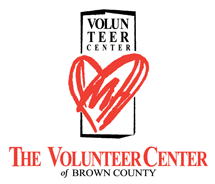 VOLUN
TEER
CENTER
THE VOLUNTEER CENTER
of BROWN COUNTY